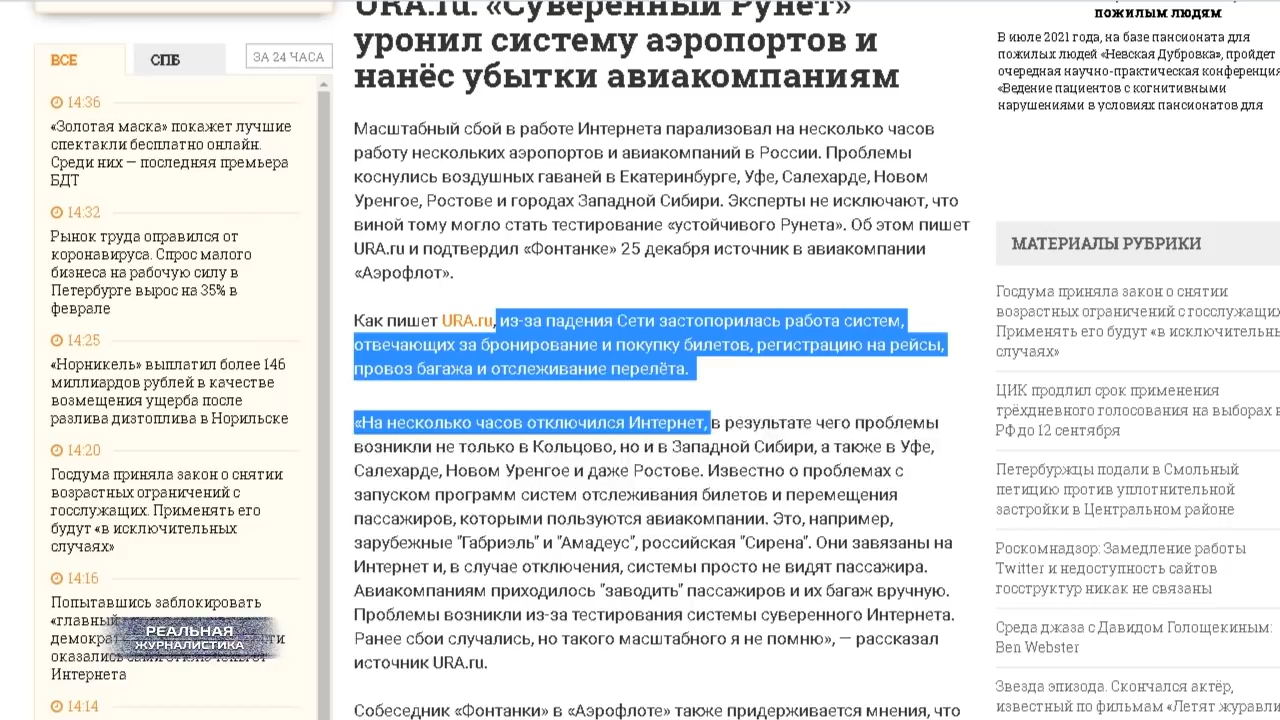 ВСЕ
СПБ
ЗА 24 ЧАСА
14:36
«Золотая маска» покажет лучшие
спектакли бесплатно онлайн.
Среди них — последняя премьера
БДТ
14:32
Рынок труда оправился от
коронавируса. Спрос малого
бизнеса на рабочую силу в
Петербурге вырос на 35% в
феврале
14:25
«Норникель» выплатил более 146
миллиардов рублей в качестве
возмещения ущерба после
разлива дизтоплива в Норильске
14:20
Госдума приняла закон о снятии
возрастных ограничений с
госслужащих. Применять его
будут «в исключительных
случаях»
14:16
Попытавшись заблокировать
«главный
демократ
оказались
Интернета
14:14
РЕАЛЬНАЯ
ЖУРНАЛИСТИКА
URA.ru: «Суверенный Рунет»
уронил систему аэропортов и
нанёс убытки авиакомпаниям
Масштабный сбой в работе Интернета парализовал на несколько часов
работу нескольких аэропортов и авиакомпаний в России. Проблемы
коснулись воздушных гаваней в Екатеринбурге, Уфе, Салехарде, Новом
Уренгое, Ростове и городах Западной Сибири. Эксперты не исключают, что
виной тому могло стать тестирование «устойчивого Рунета». Об этом пишет
URA.ru и подтвердил «Фонтанке» 25 декабря источник в авиакомпании
«Аэрофлот».
Как пишет URA.ru, из-за падения Сети застопорилась работа систем,
отвечающих за бронирование и покупку билетов, регистрацию на рейсы,
провоз багажа и отслеживание перелёта.
«На несколько часов отключился Интернет, в результате чего проблемы
возникли не только в Кольцово, но и в Западной Сибири, а также в Уфе,
Салехарде, Новом Уренгое и даже Ростове. Известно о проблемах с
запуском программ систем отслеживания билетов и перемещения
пассажиров, которыми пользуются авиакомпании. Это, например,
зарубежные "Габриэль" и "Амадеус", российская "Сирена". Они завязаны на
Интернет и, в случае отключения, системы просто не видят пассажира.
Авиакомпаниям приходилось "заводить" пассажиров и их багаж вручную.
Проблемы возникли из-за тестирования системы суверенного Интернета.
Ранее сбои случались, но такого масштабного я не помню», — рассказал
источник URA.ru.
Собеседник «Фонтанки» в «Аэрофлоте» также придерживается мнения, что
пожилым людям
В июле 2021 года, на базе пансионата для
пожилых людей «Невская Дубровка», пройдет
очередная научно-практическая конференция
«Ведение пациентов с когнитивными
нарушениями в условиях пансионатов для
МАТЕРИАЛЫ РУБРИКИ
Госдума приняла закон о снятии
возрастных ограничений с госслужащих
Применять его будут «в исключительны
случаях»
ЦИК продлил срок применения
трёхдневного голосования на выборах в
РФ до 12 сентября
Петербуржцы подали в Смольный
петицию против уплотнительной
застройки в Центральном районе
Роскомнадзор: Замедление работы
Twitter и недоступность сайтов
госструктур никак не связаны
Среда джаза с Давидом Голощекиным:
Ben Webster
Звезда эпизода. Скончался актёр,
известный по фильмам «Летят журавли